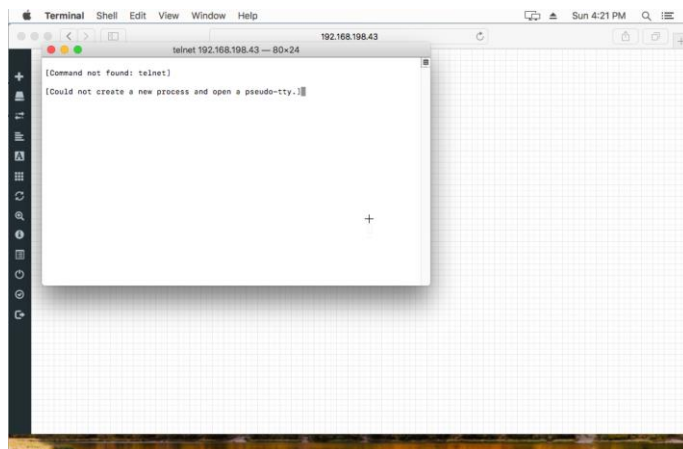 Terminal Shell Edit View Window Help Sun 4:21 PM
192.168.198.43
telnet 192.168.198.43 — 80×24
[Command not found: telnet]
[Could not create a new process and open a pseudo-tty.]